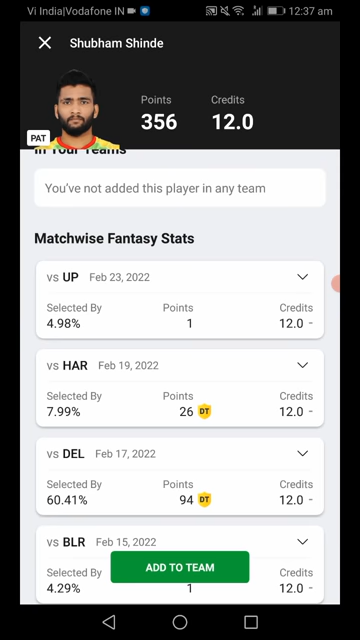 Vi India|Vodafone IN 12:37 am
Shubham Shinde
Points Credits
356 12.0
PAT
In Your Teams
You've not added this player in any team
Matchwise Fantasy Stats
vs UP Feb 23, 2022
Selected By Points Credits
4.98% 1 12.0 -
vs HAR Feb 19, 2022
Selected By Points Credits
7.99% 26 DT 12.0 -
vs DEL Feb 17, 2022
Selected By Points Credits
60.41% 94 DT 12.0 -
vs BLR Feb 15, 2022
ADD TO TEAM
Selected By Credits
4.29% 1 12.0 -